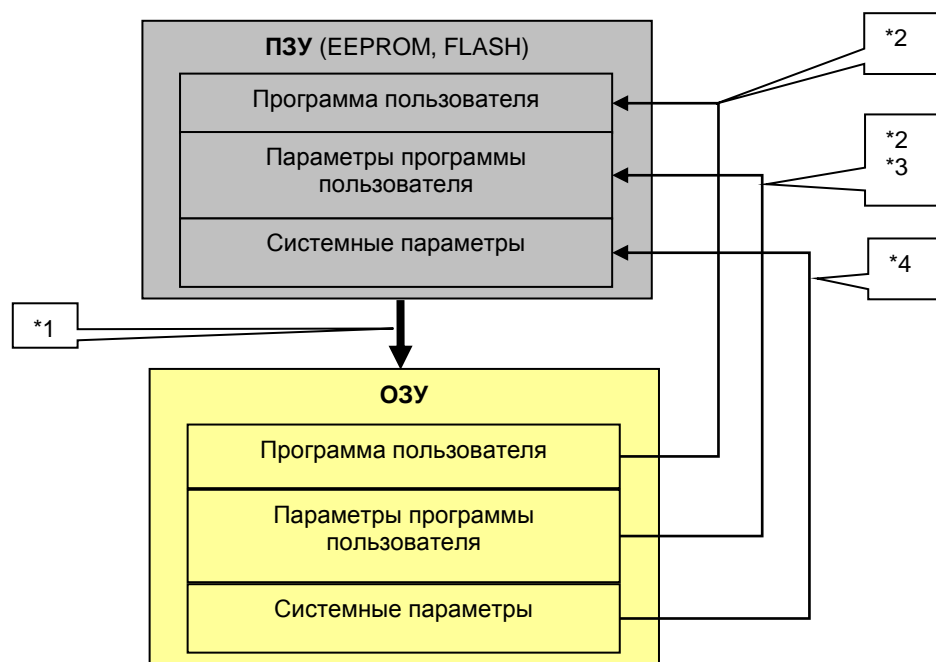 ПЗУ (EEPROM, FLASH)
*2
Программа пользователя
*2
*3
Параметры программы
пользователя
Системные параметры
*4
*1
ОЗУ
Программа пользователя
Параметры программы
пользователя
Системные параметры